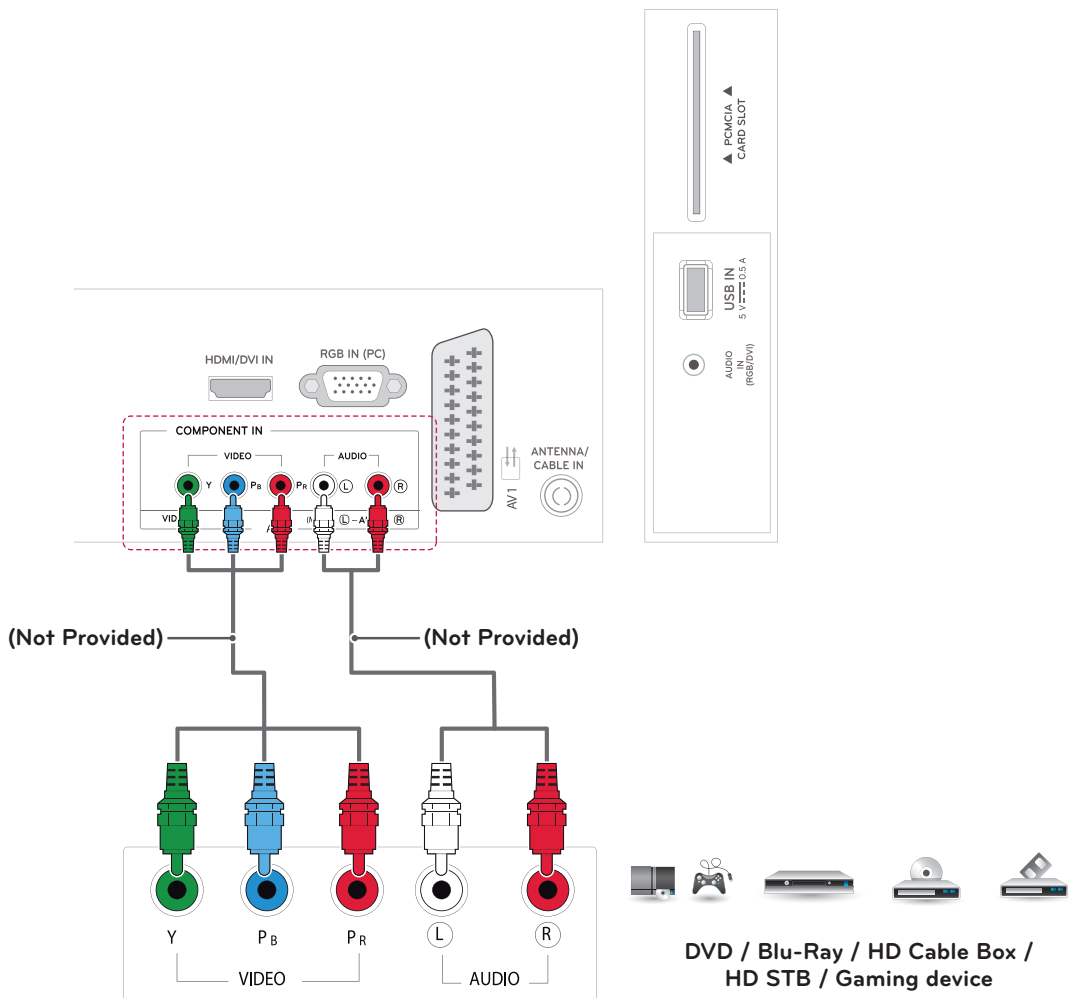 ▲ PCMCIA ▲
CARD SLOT
USB IN
5 V 0.5 A
AUDIO
IN
(RGB/DVI)
HDMI/DVI IN
RGB IN (PC)
COMPONENT IN
VIDEO
AUDIO
Y
PB
PR
L
R
L
R
AV 1
ANTENNA/
CABLE IN
(Not Provided)
(Not Provided)
Y
PB
PR
L
R
VIDEO
AUDIO
DVD / Blu-Ray / HD Cable Box /
HD STB / Gaming device